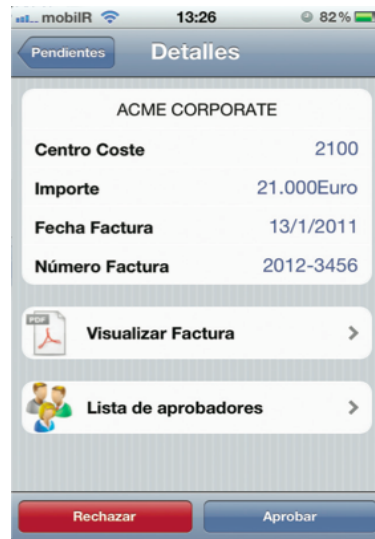 mobilR 13:26 82%
Pendientes Detalles
ACME CORPORATE
Centro Coste 2100
Importe 21.000Euro
Fecha Factura 13/1/2011
Número Factura 2012-3456
PDF Visualizar Factura
Lista de aprobadores
Rechazar Aprobar